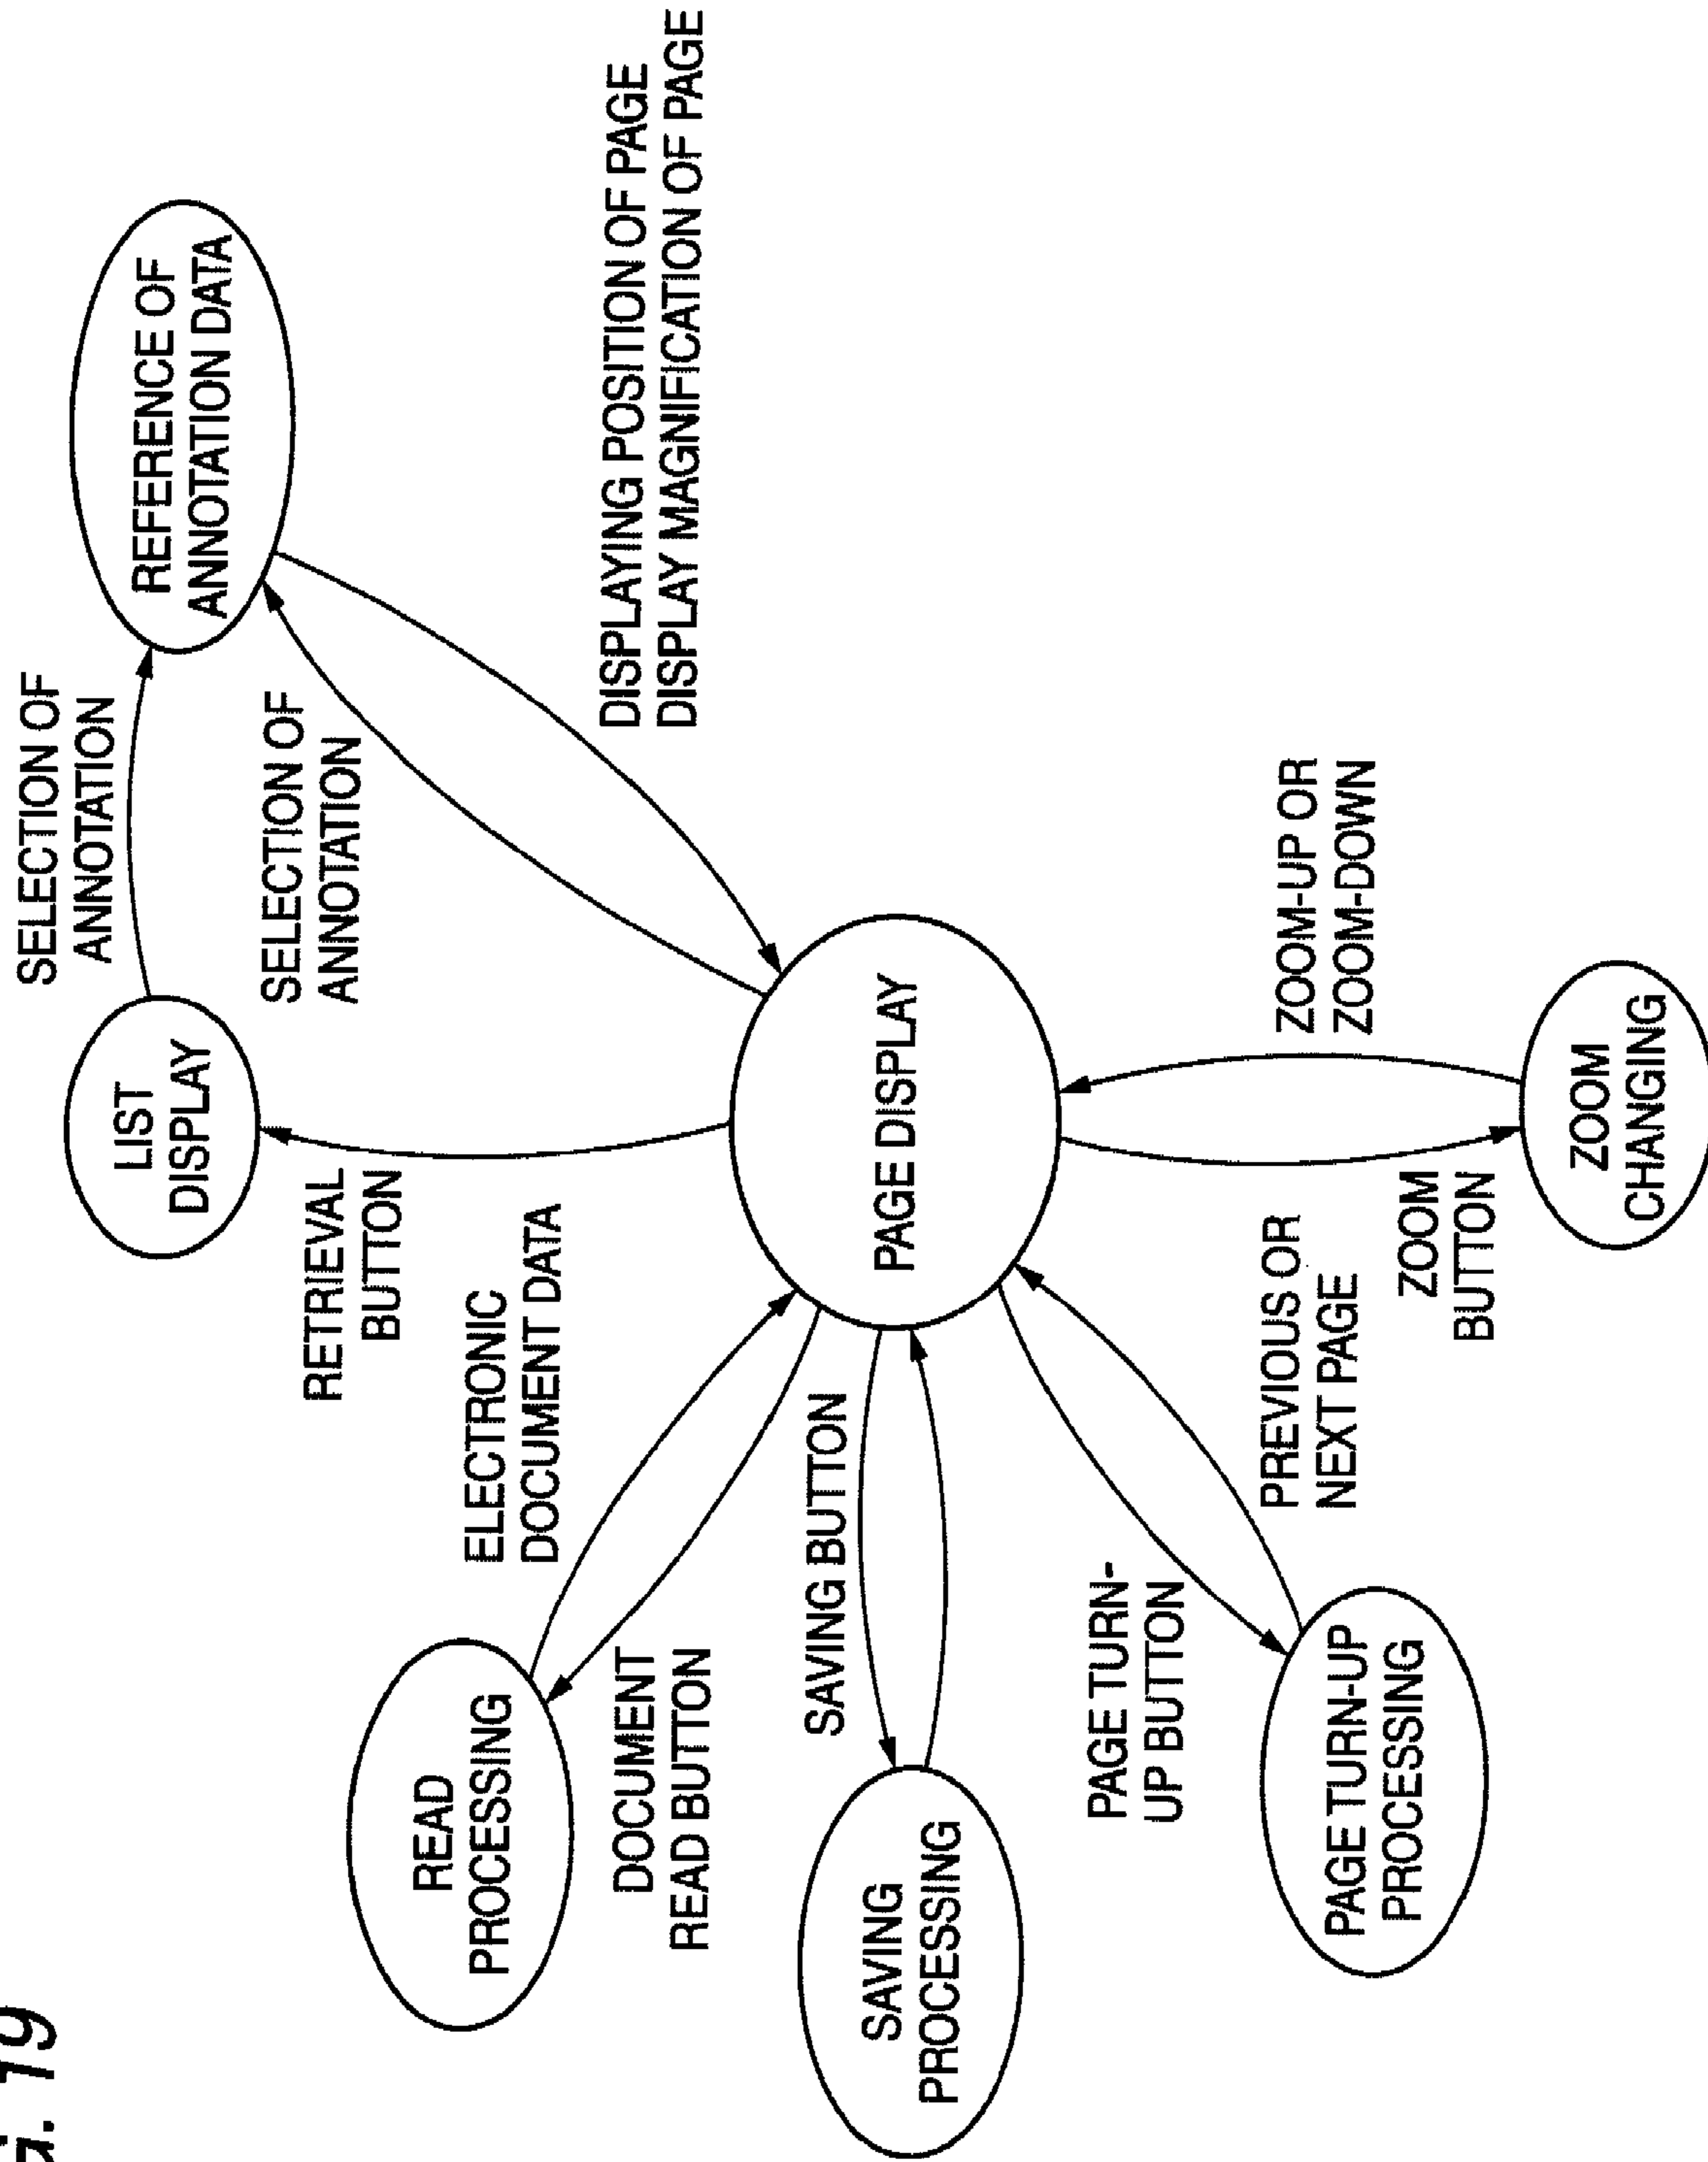 G. 19
SELECTION OF
ANNOTATION
LIST
DISPLAY
REFERENCE OF
ANNOTATION DATA
SELECTION OF
ANNOTATION
RETRIEVAL
BUTTON
READ
PROCESSING
ELECTRONIC
DOCUMENT DATA
DISPLAYING POSITION OF PAGE
DISPLAY MAGNIFICATION OF PAGE
DOCUMENT
READ BUTTON
SAVING BUTTON
SAVING
PROCESSING
PAGE DISPLAY
PAGE TURN-
UP BUTTON
PREVIOUS OR
NEXT PAGE
ZOOM-UP OR
ZOOM-DOWN
PAGE TURN-UP
PROCESSING
ZOOM
BUTTON
ZOOM
CHANGING